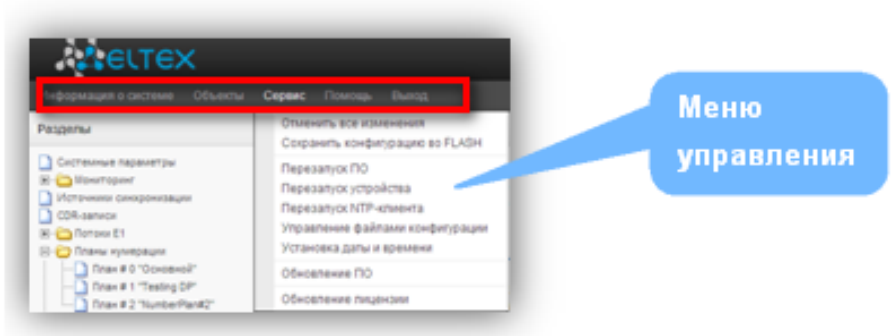 ELTEX
Информация о системе Объекты Сервис Помощь Выход
Разделы
Системные параметры
Мониторинг
Источники синхронизации
CDR-записи
Потоки E1
Планы нумерации
План # 0 "Основной"
План # 1 "Testing DP"
План # 2 "NumberPlan#2"
Отменить все изменения
Сохранить конфигурацию во FLASH
Перезапуск ПО
Перезапуск устройства
Перезапуск NTP-клиента
Управление файлами конфигурации
Установка даты и времени
Обновление ПО
Обновление лицензии
Меню
управления